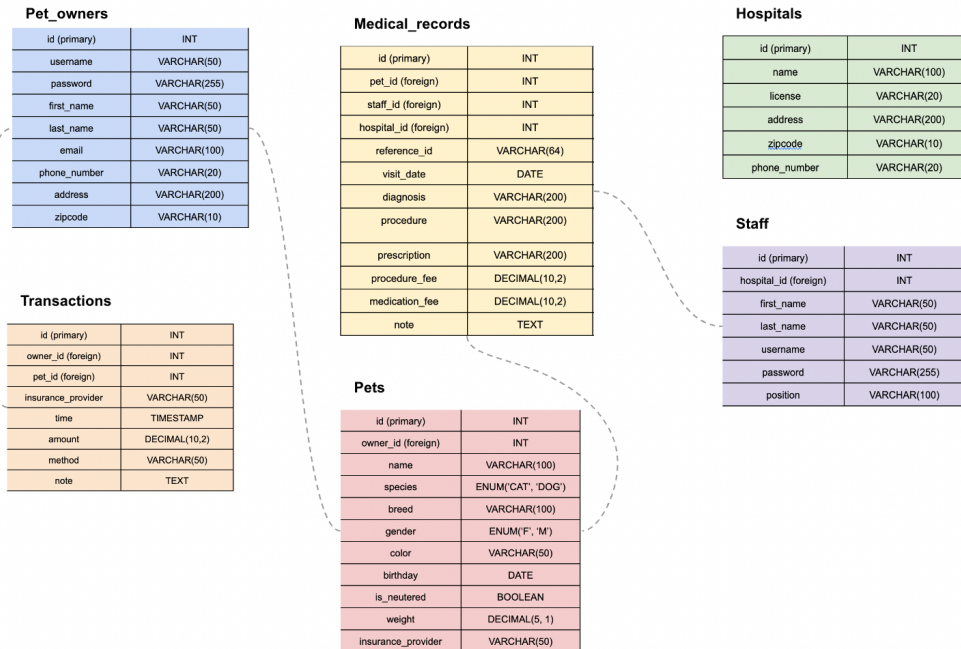 Pet_owners
id (primary) INT
username VARCHAR(50)
password VARCHAR(255)
first_name VARCHAR(50)
last_name VARCHAR(50)
email VARCHAR(100)
phone_number VARCHAR(20)
address VARCHAR(200)
zipcode VARCHAR(10)
Medical_records
id (primary) INT
pet_id (foreign) INT
staff_id (foreign) INT
hospital_id (foreign) INT
reference_id VARCHAR(64)
visit_date DATE
diagnosis VARCHAR(200)
procedure VARCHAR(200)
prescription VARCHAR(200)
procedure_fee DECIMAL(10,2)
medication_fee DECIMAL(10,2)
note TEXT
Hospitals
id (primary) INT
name VARCHAR(100)
license VARCHAR(20)
address VARCHAR(200)
zipcode VARCHAR(10)
phone_number VARCHAR(20)
Staff
id (primary) INT
hospital_id (foreign) INT
first_name VARCHAR(50)
last_name VARCHAR(50)
username VARCHAR(50)
password VARCHAR(255)
position VARCHAR(100)
Transactions
id (primary) INT
owner_id (foreign) INT
pet_id (foreign) INT
insurance_provider VARCHAR(50)
time TIMESTAMP
amount DECIMAL(10,2)
method VARCHAR(50)
note TEXT
Pets
id (primary) INT
owner_id (foreign) INT
name VARCHAR(100)
species ENUM('CAT', 'DOG')
breed VARCHAR(100)
gender ENUM('F', 'M')
color VARCHAR(50)
birthday DATE
is_neutered BOOLEAN
weight DECIMAL(5, 1)
insurance_provider VARCHAR(50)